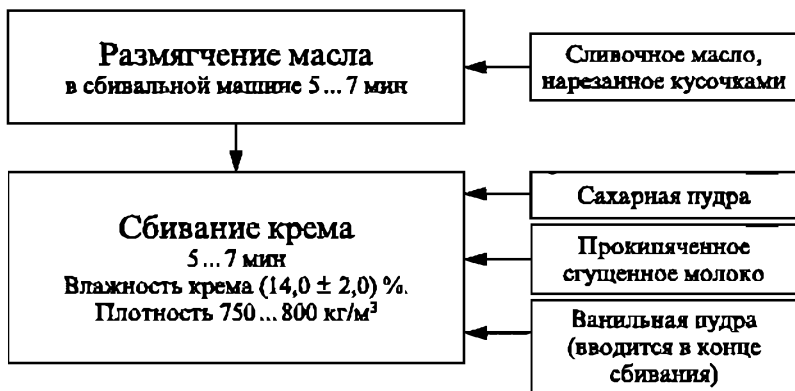 Размягчение масла
в сбивальной машине 5... 7 мин
Сливочное масло,
нарезанное кусочками
Сбивание крема
5... 7 мин
Влажность крема (14,0 ± 2,0) %.
Плотность 750... 800 кг/м³
Сахарная пудра
Прокипяченное
сгущенное молоко
Ванильная пудра
(вводится в конце
сбивания)